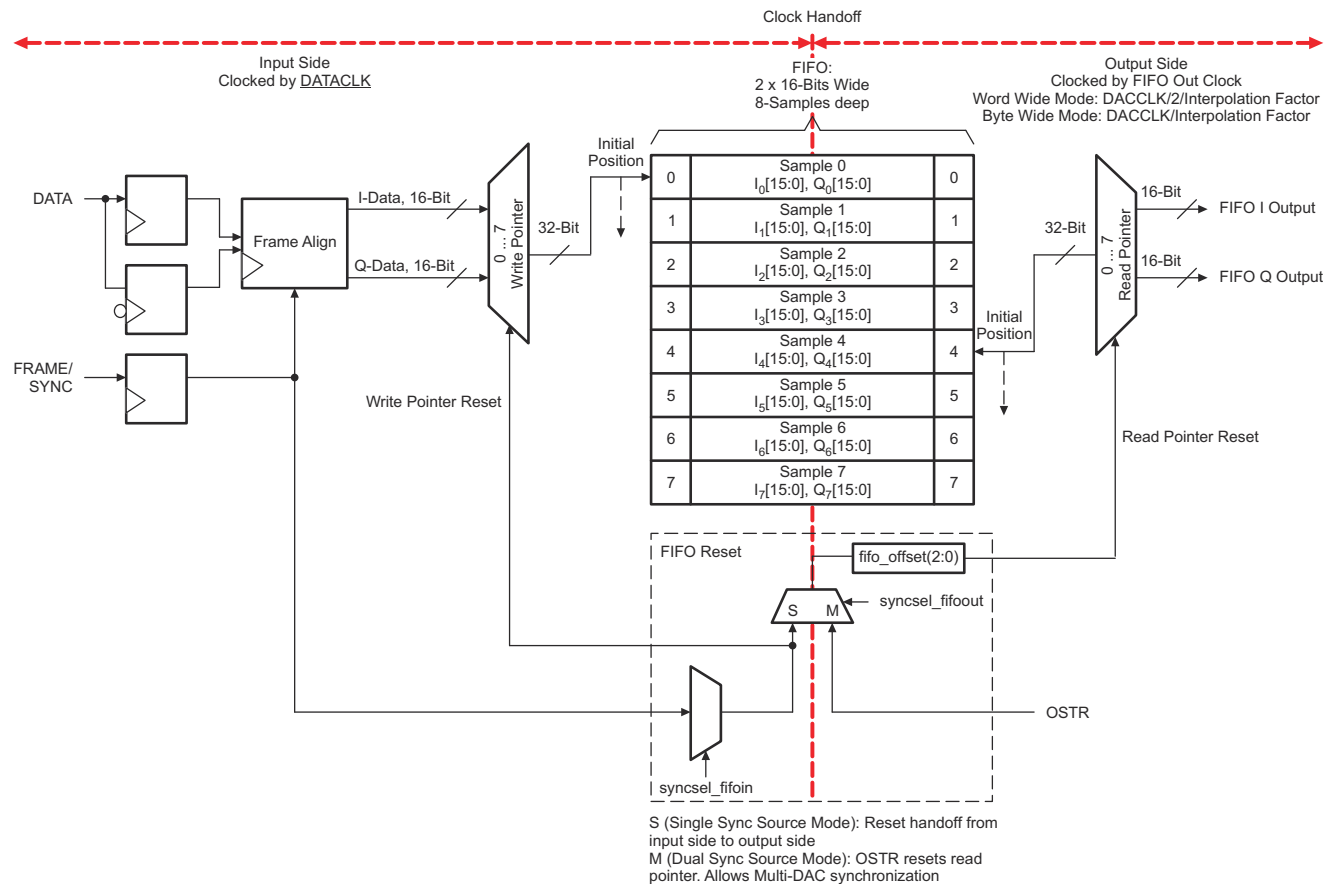 Clock Handoff
Input Side
Clocked by DATACLK
FIFO:
2 x 16-Bits Wide
8-Samples deep
Output Side
Clocked by FIFO Out Clock
Word Wide Mode: DACCLK/2/Interpolation Factor
Byte Wide Mode: DACCLK/Interpolation Factor
DATA
Frame Align
I-Data, 16-Bit
Q-Data, 16-Bit
0 ... 7
Write Pointer
32-Bit
Initial
Position
0
Sample 0
I0[15:0], Q0[15:0]
0
1
Sample 1
I1[15:0], Q1[15:0]
1
2
Sample 2
I2[15:0], Q2[15:0]
2
3
Sample 3
I3[15:0], Q3[15:0]
3
4
Sample 4
I4[15:0], Q4[15:0]
4
5
Sample 5
I5[15:0], Q5[15:0]
5
6
Sample 6
I6[15:0], Q6[15:0]
6
7
Sample 7
I7[15:0], Q7[15:0]
7
Initial
Position
32-Bit
0 ... 7
Read Pointer
16-Bit
FIFO I Output
16-Bit
FIFO Q Output
FRAME/
SYNC
Write Pointer Reset
Read Pointer Reset
FIFO Reset
fifo_offset(2:0)
S
M
syncsel_fifoout
OSTR
syncsel_fifoin
S (Single Sync Source Mode): Reset handoff from
input side to output side
M (Dual Sync Source Mode): OSTR resets read
pointer. Allows Multi-DAC synchronization